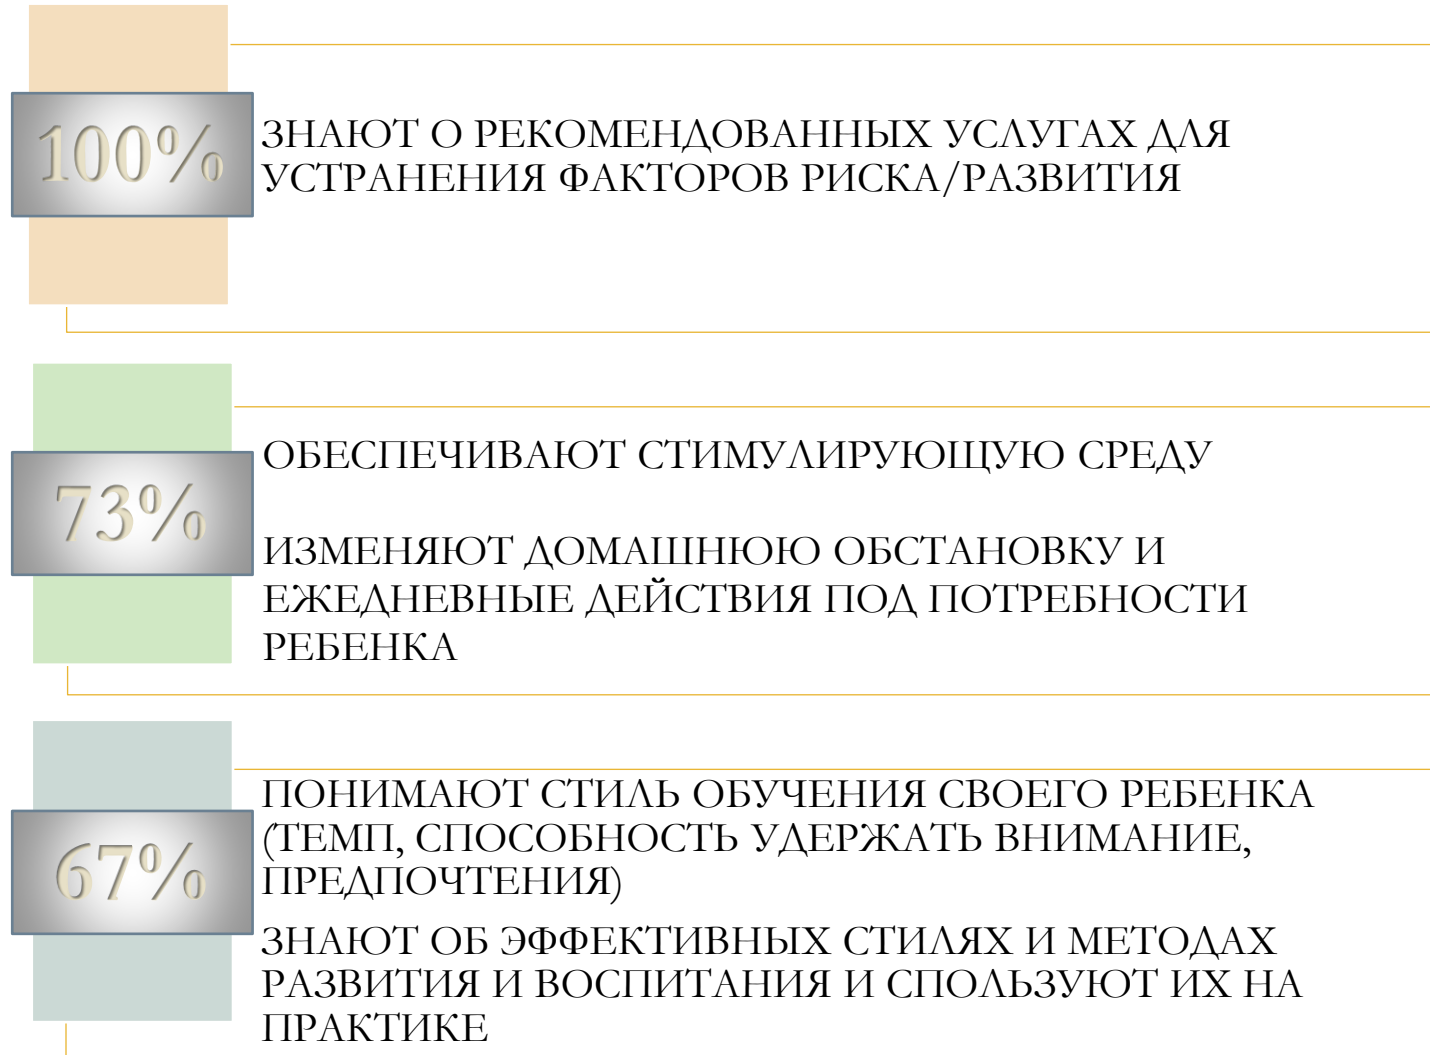 100%
ЗНАЮТ О РЕКОМЕНДОВАННЫХ УСЛУГАХ ДЛЯ
УСТРАНЕНИЯ ФАКТОРОВ РИСКА/РАЗВИТИЯ
73%
ОБЕСПЕЧИВАЮТ СТИМУЛИРУЮЩУЮ СРЕДУ
ИЗМЕНЯЮТ ДОМАШНЮЮ ОБСТАНОВКУ И
ЕЖЕДНЕВНЫЕ ДЕЙСТВИЯ ПОД ПОТРЕБНОСТИ
РЕБЕНКА
67%
ПОНИМАЮТ СТИЛЬ ОБУЧЕНИЯ СВОЕГО РЕБЕНКА
(ТЕМП, СПОСОБНОСТЬ УДЕРЖАТЬ ВНИМАНИЕ,
ПРЕДПОЧТЕНИЯ)
ЗНАЮТ ОБ ЭФФЕКТИВНЫХ СТИЛЯХ И МЕТОДАХ
РАЗВИТИЯ И ВОСПИТАНИЯ И СПОЛЬЗУЮТ ИХ НА
ПРАКТИКЕ